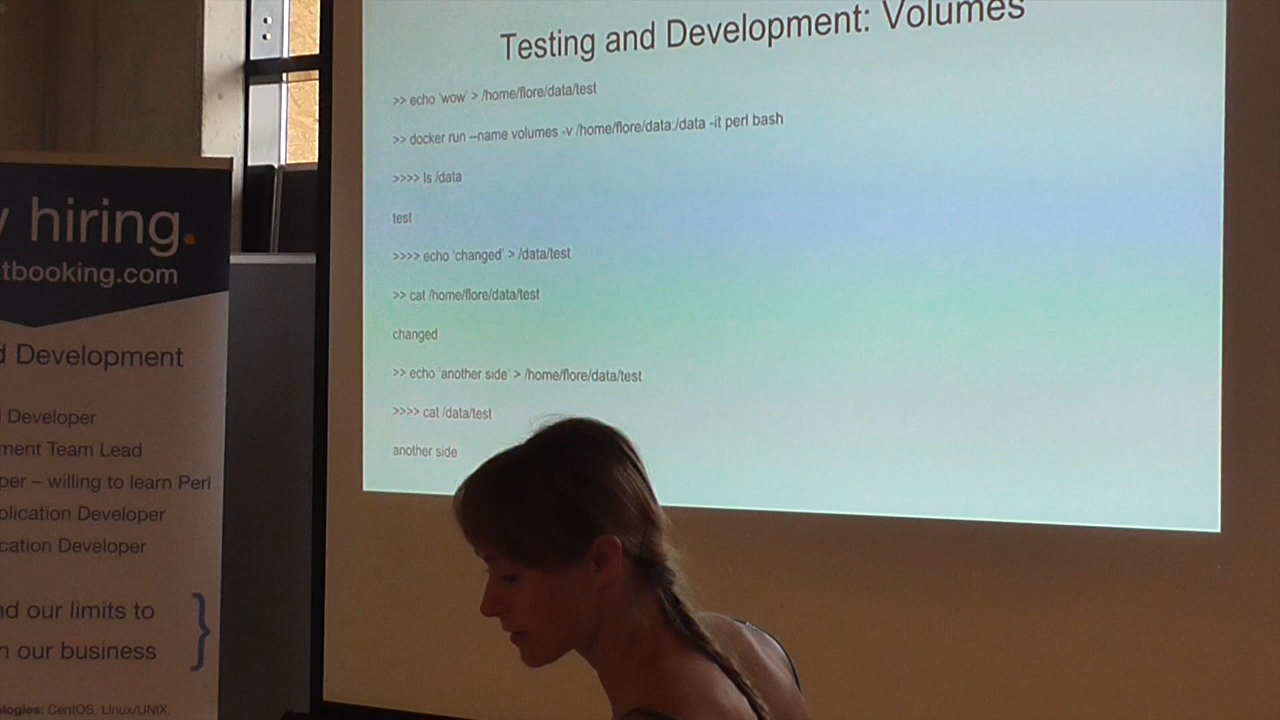 Testing and Development: Volumes
>> echo 'wow' > /home/flore/data/test
>> docker run –name volumes -v /home/flore/data:/data -it perl bash
>>>> ls /data
test
>>>> echo 'changed' > /data/test
>> cat /home/flore/data/test
changed
>> echo 'another side' > /home/flore/data/test
>>>> cat /data/test
another side
hiring.
tbooking.com
Development
Developer
ment Team Lead
per – willing to learn Perl
plication Developer
cation Developer
nd our limits to
n our business
}
logies: CentOS, Linux/UNIX,